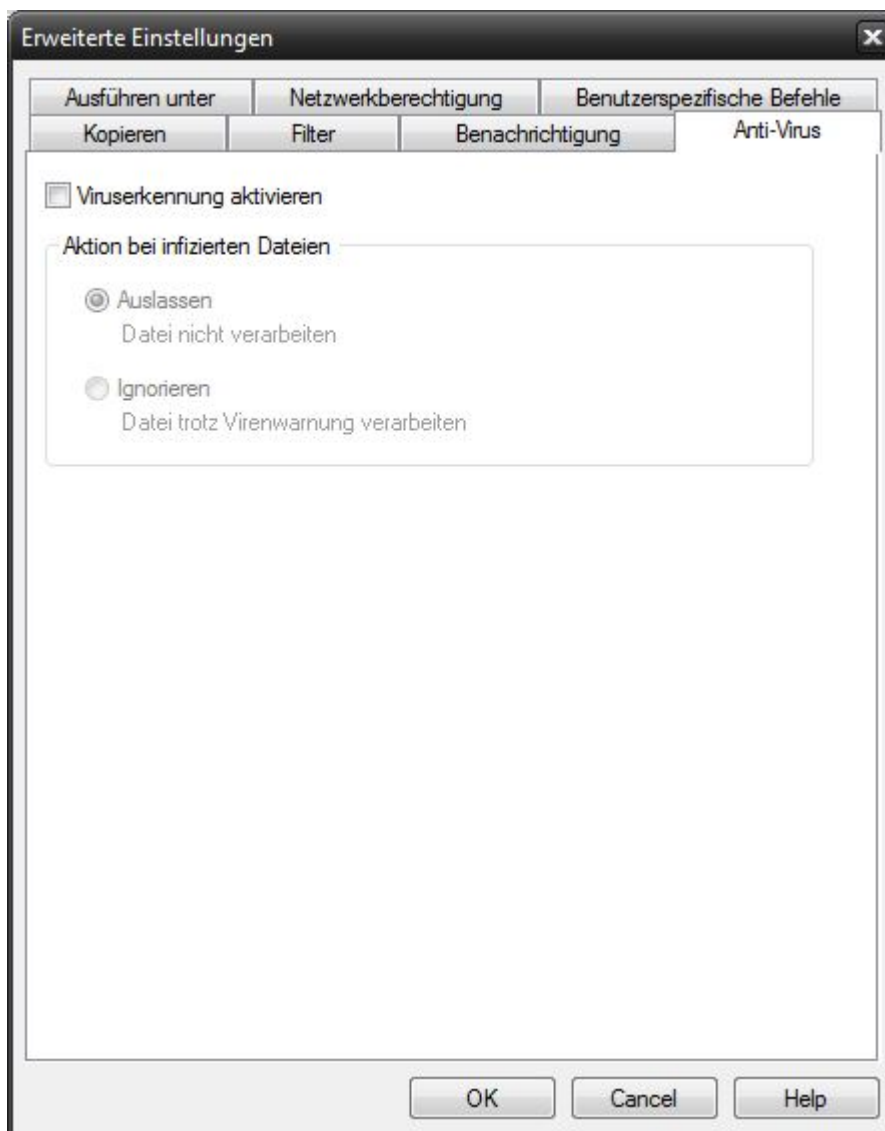 Erweiterte Einstellungen
Ausführen unter
Netzwerkberechtigung
Benutzerspezifische Befehle
Kopieren
Filter
Benachrichtigung
Anti-Virus
Viruserkennung aktivieren
Aktion bei infizierten Dateien
Auslassen
Datei nicht verarbeiten
Ignorieren
Datei trotz Virenwarnung verarbeiten
OK
Cancel
Help